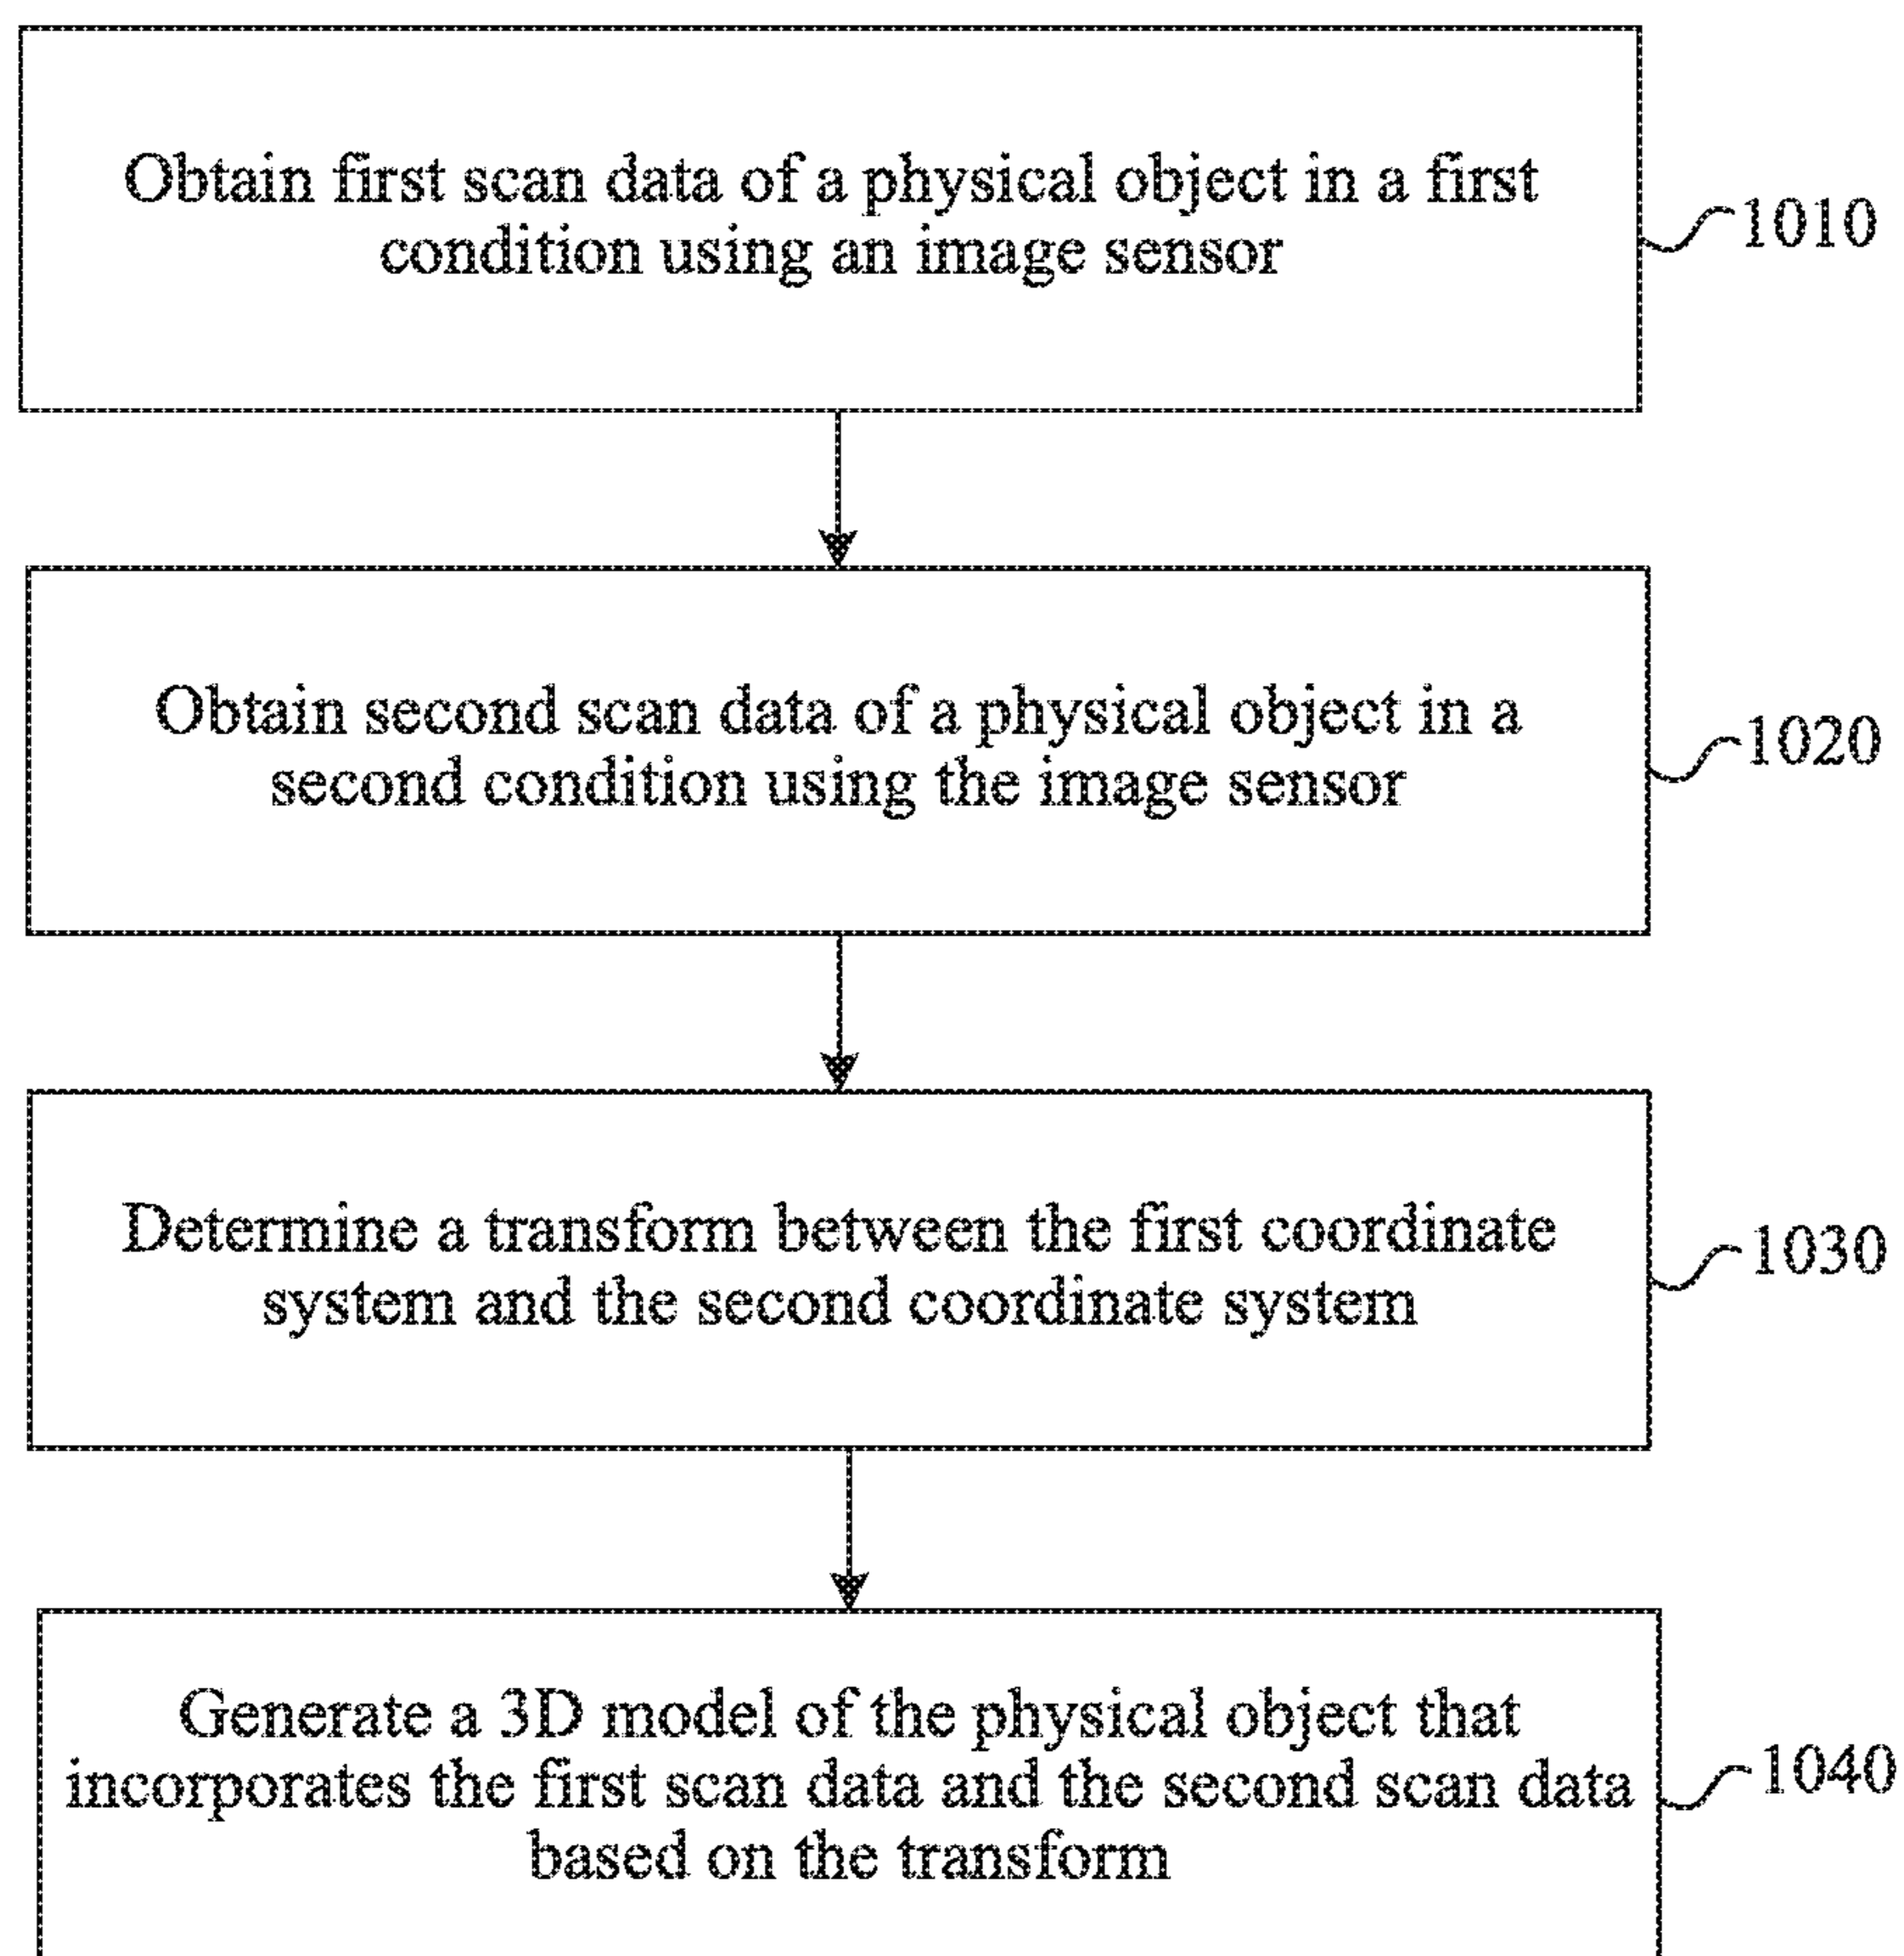 Obtain first scan data of a physical object in a first
condition using an image sensor
1010
Obtain second scan data of a physical object in a
second condition using the image sensor
1020
Determine a transform between the first coordinate
system and the second coordinate system
1030
Generate a 3D model of the physical object that
incorporates the first scan data and the second scan data
based on the transform
1040